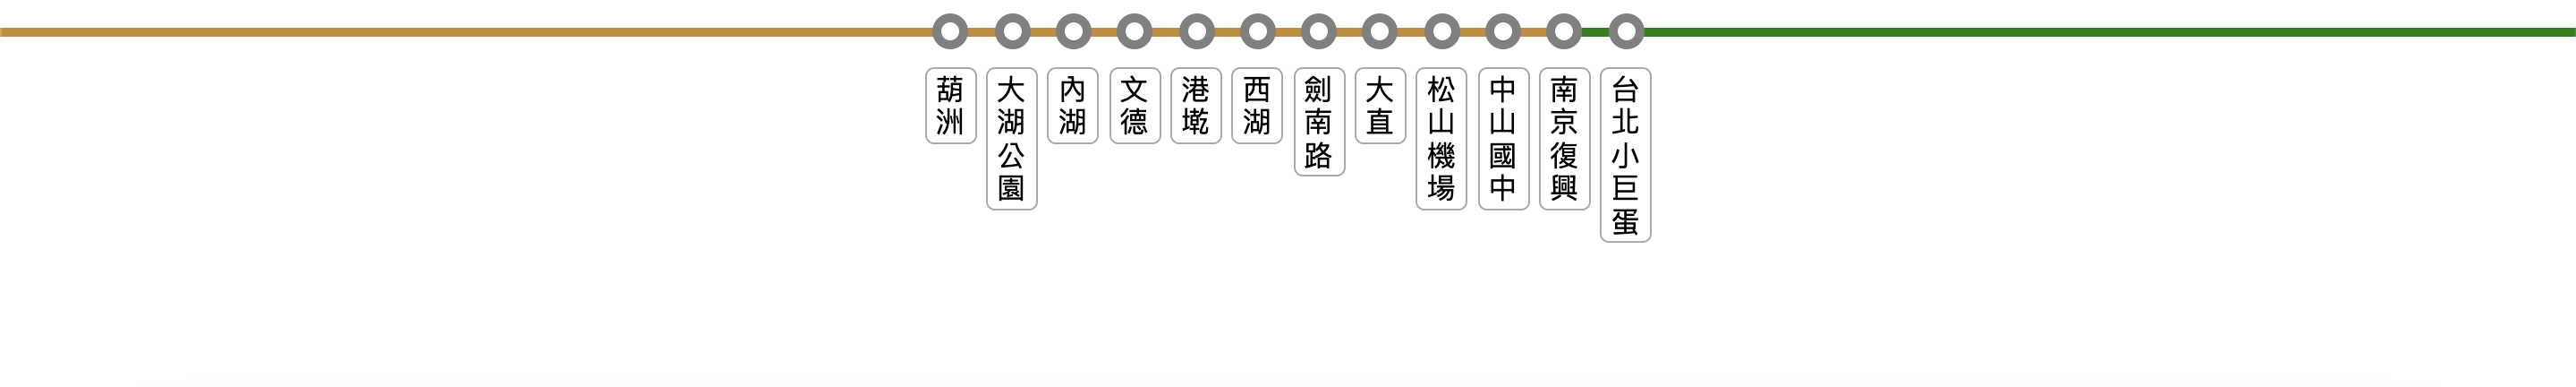 葫洲
大湖公園
內湖
文德
港墘
西湖
劍南路
大直
松山機場
中山國中
南京復興
台北小巨蛋